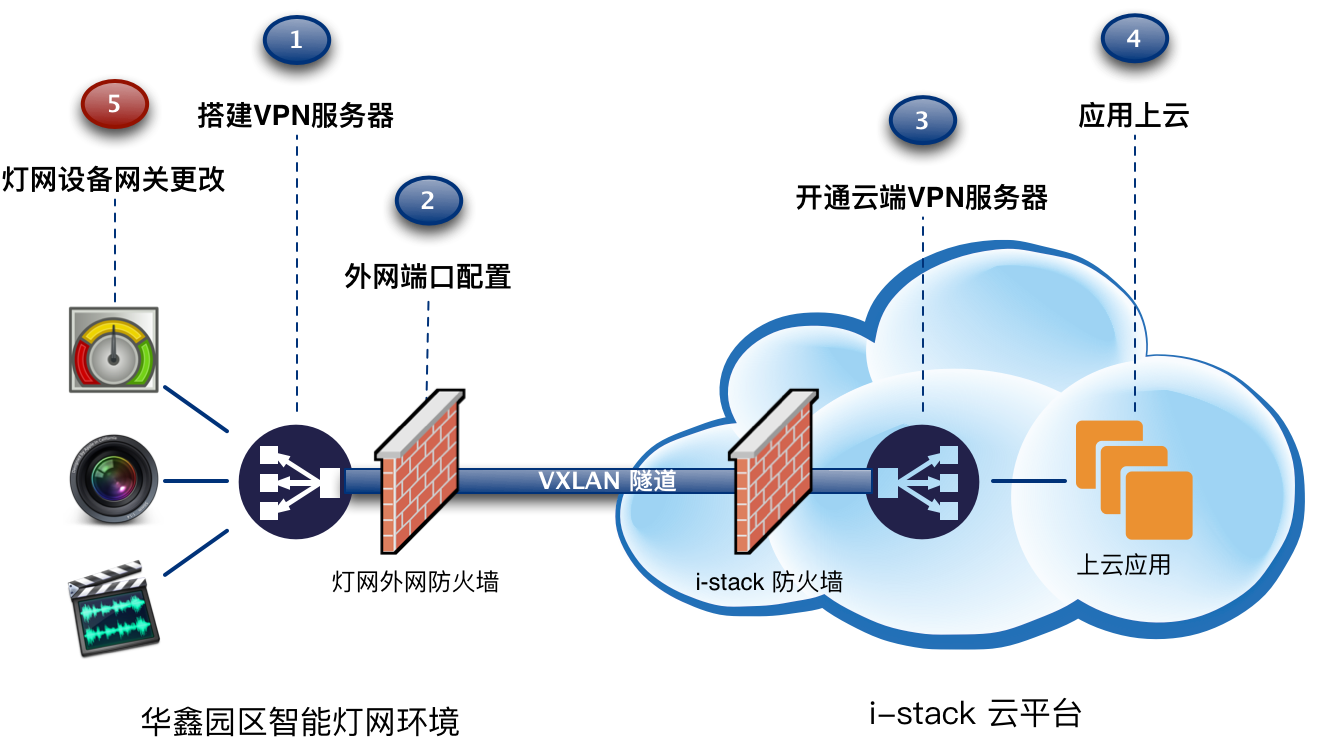 1
搭建VPN服务器
2
外网端口配置
3
开通云端VPN服务器
4
应用上云
5
灯网设备网关更改
VXLAN 隧道
灯网外网防火墙
i-stack 防火墙
上云应用
华鑫园区智能灯网环境
i-stack 云平台